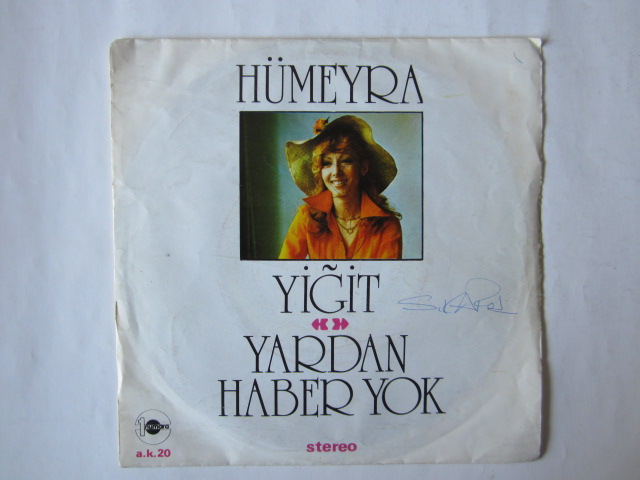 HÜMEYRA
YİĞİT
YARDAN
HABER YOK
stereo
a.k.20